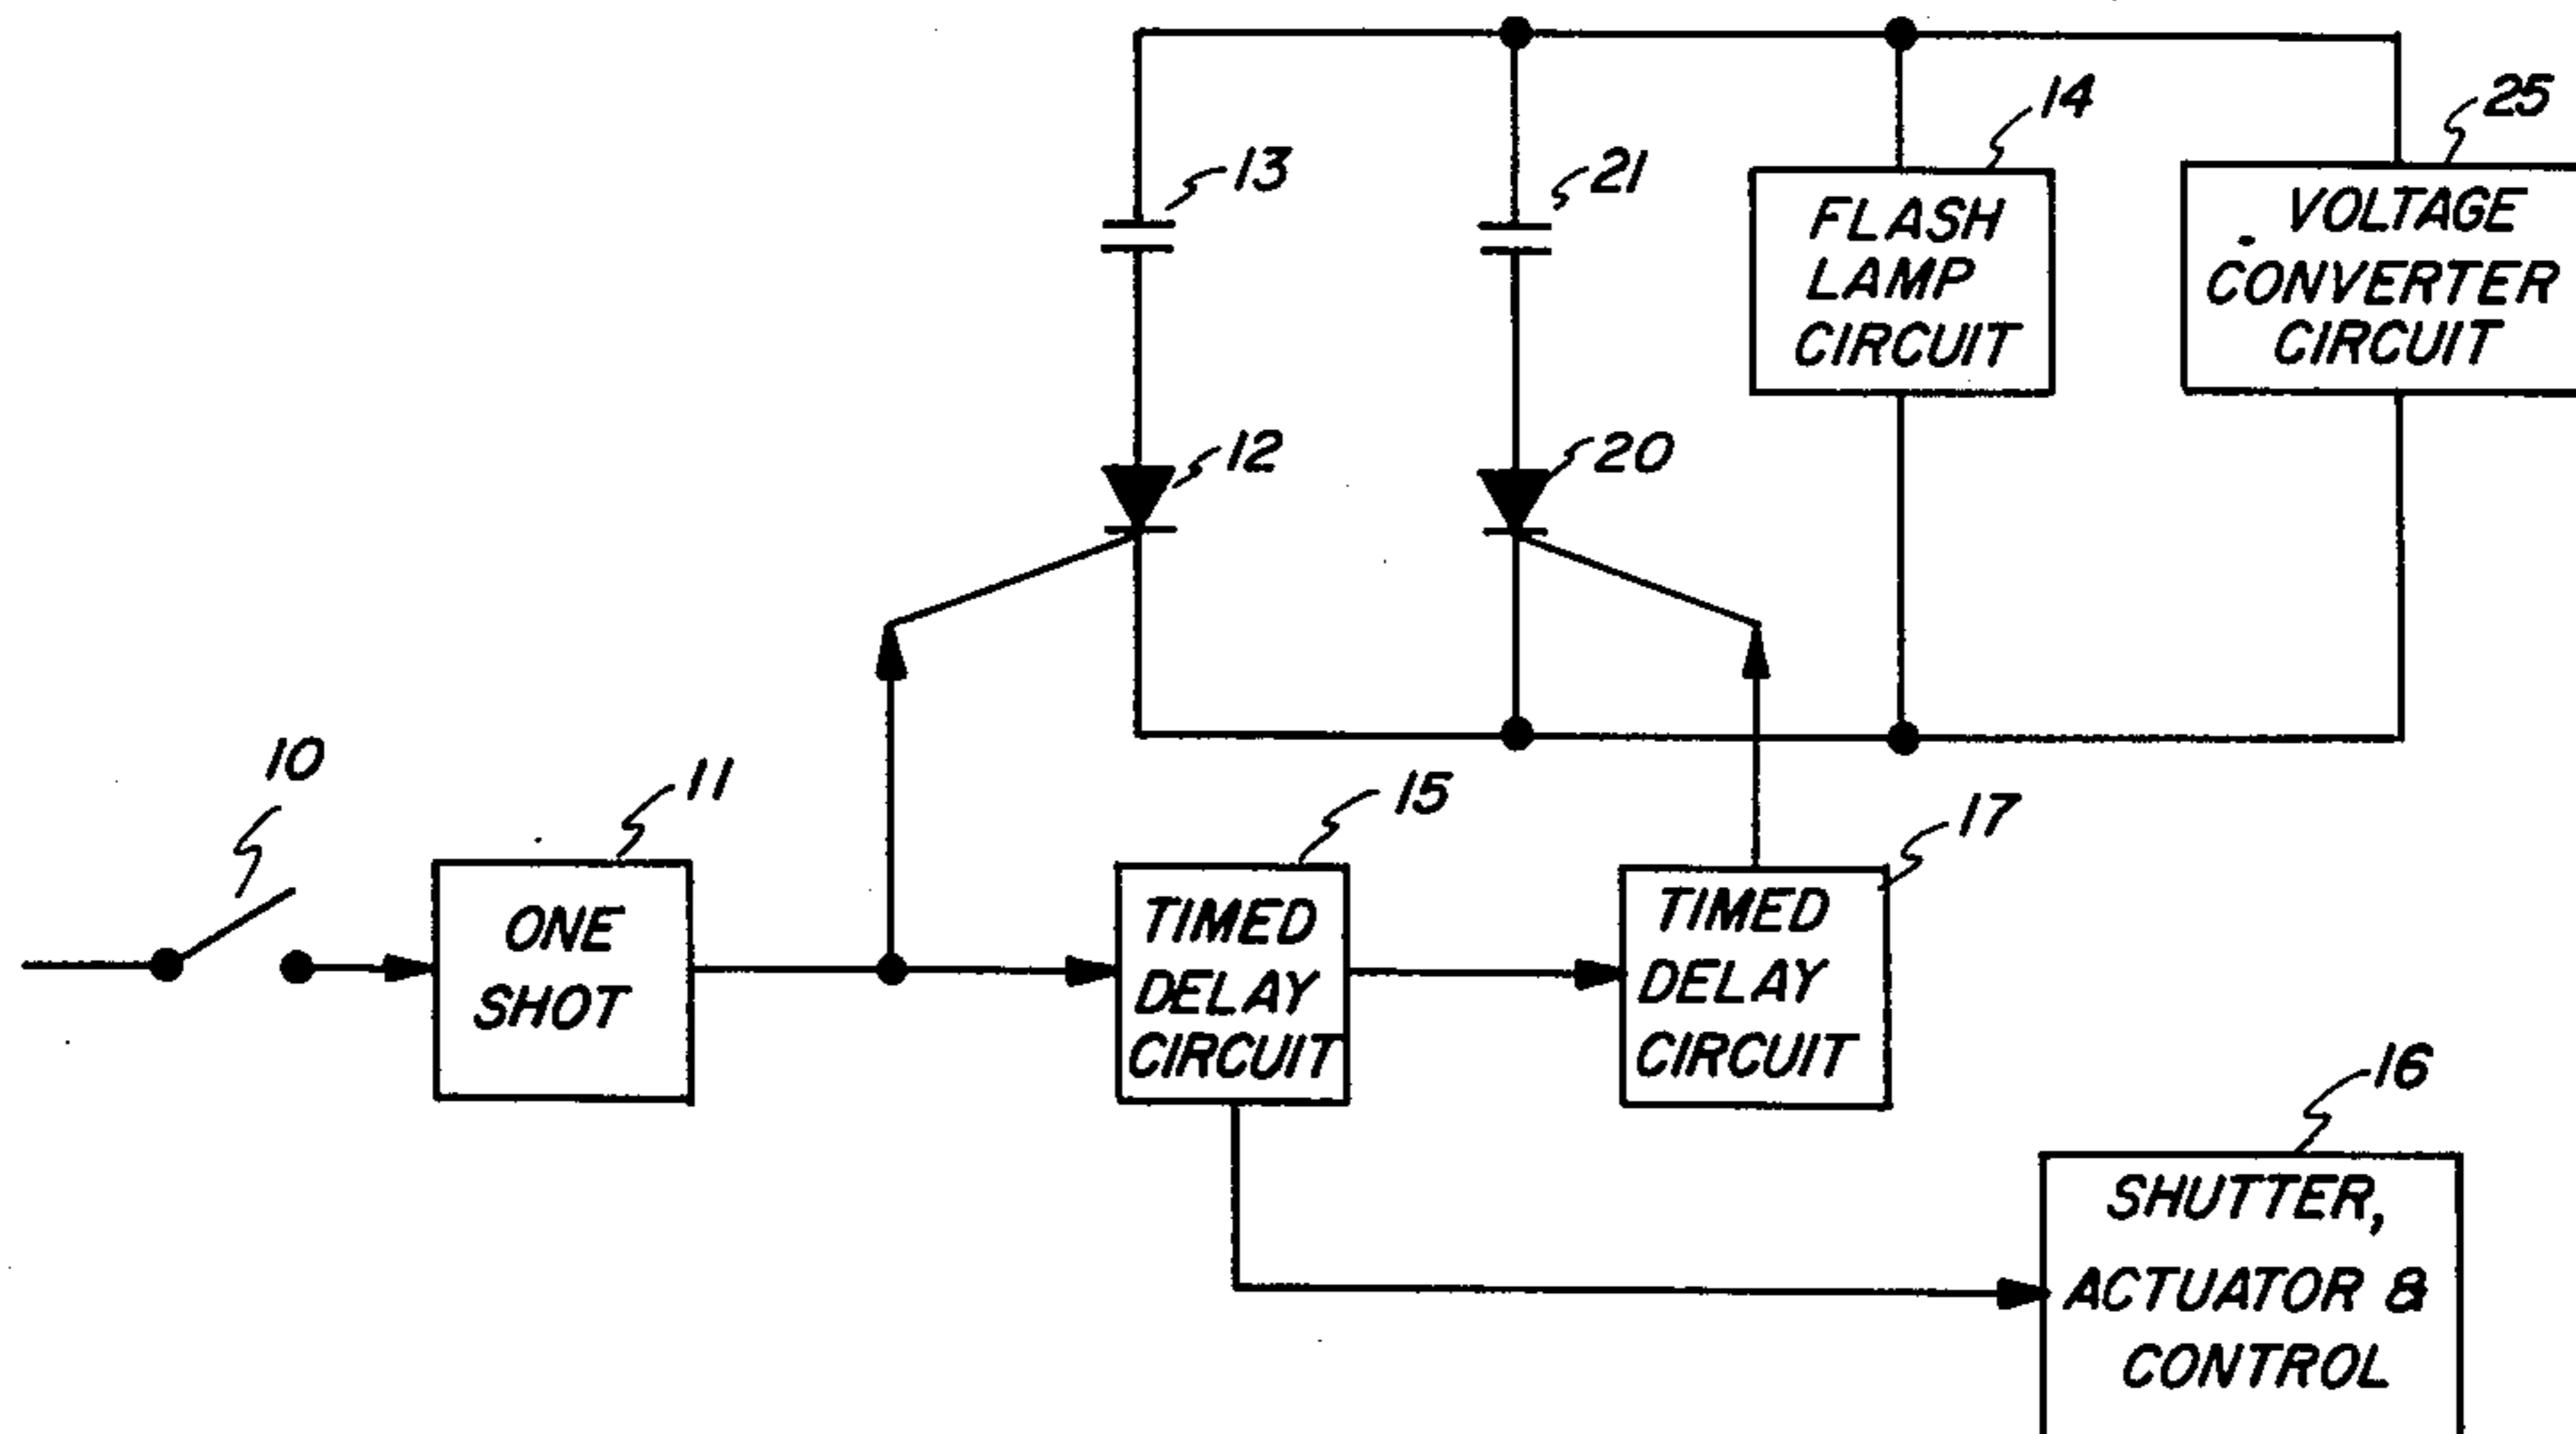 13
21
14
25
FLASH
LAMP
CIRCUIT
VOLTAGE
CONVERTER
CIRCUIT
12
20
10
11
15
17
ONE
SHOT
TIMED
DELAY
CIRCUIT
TIMED
DELAY
CIRCUIT
16
SHUTTER,
ACTUATOR &
CONTROL